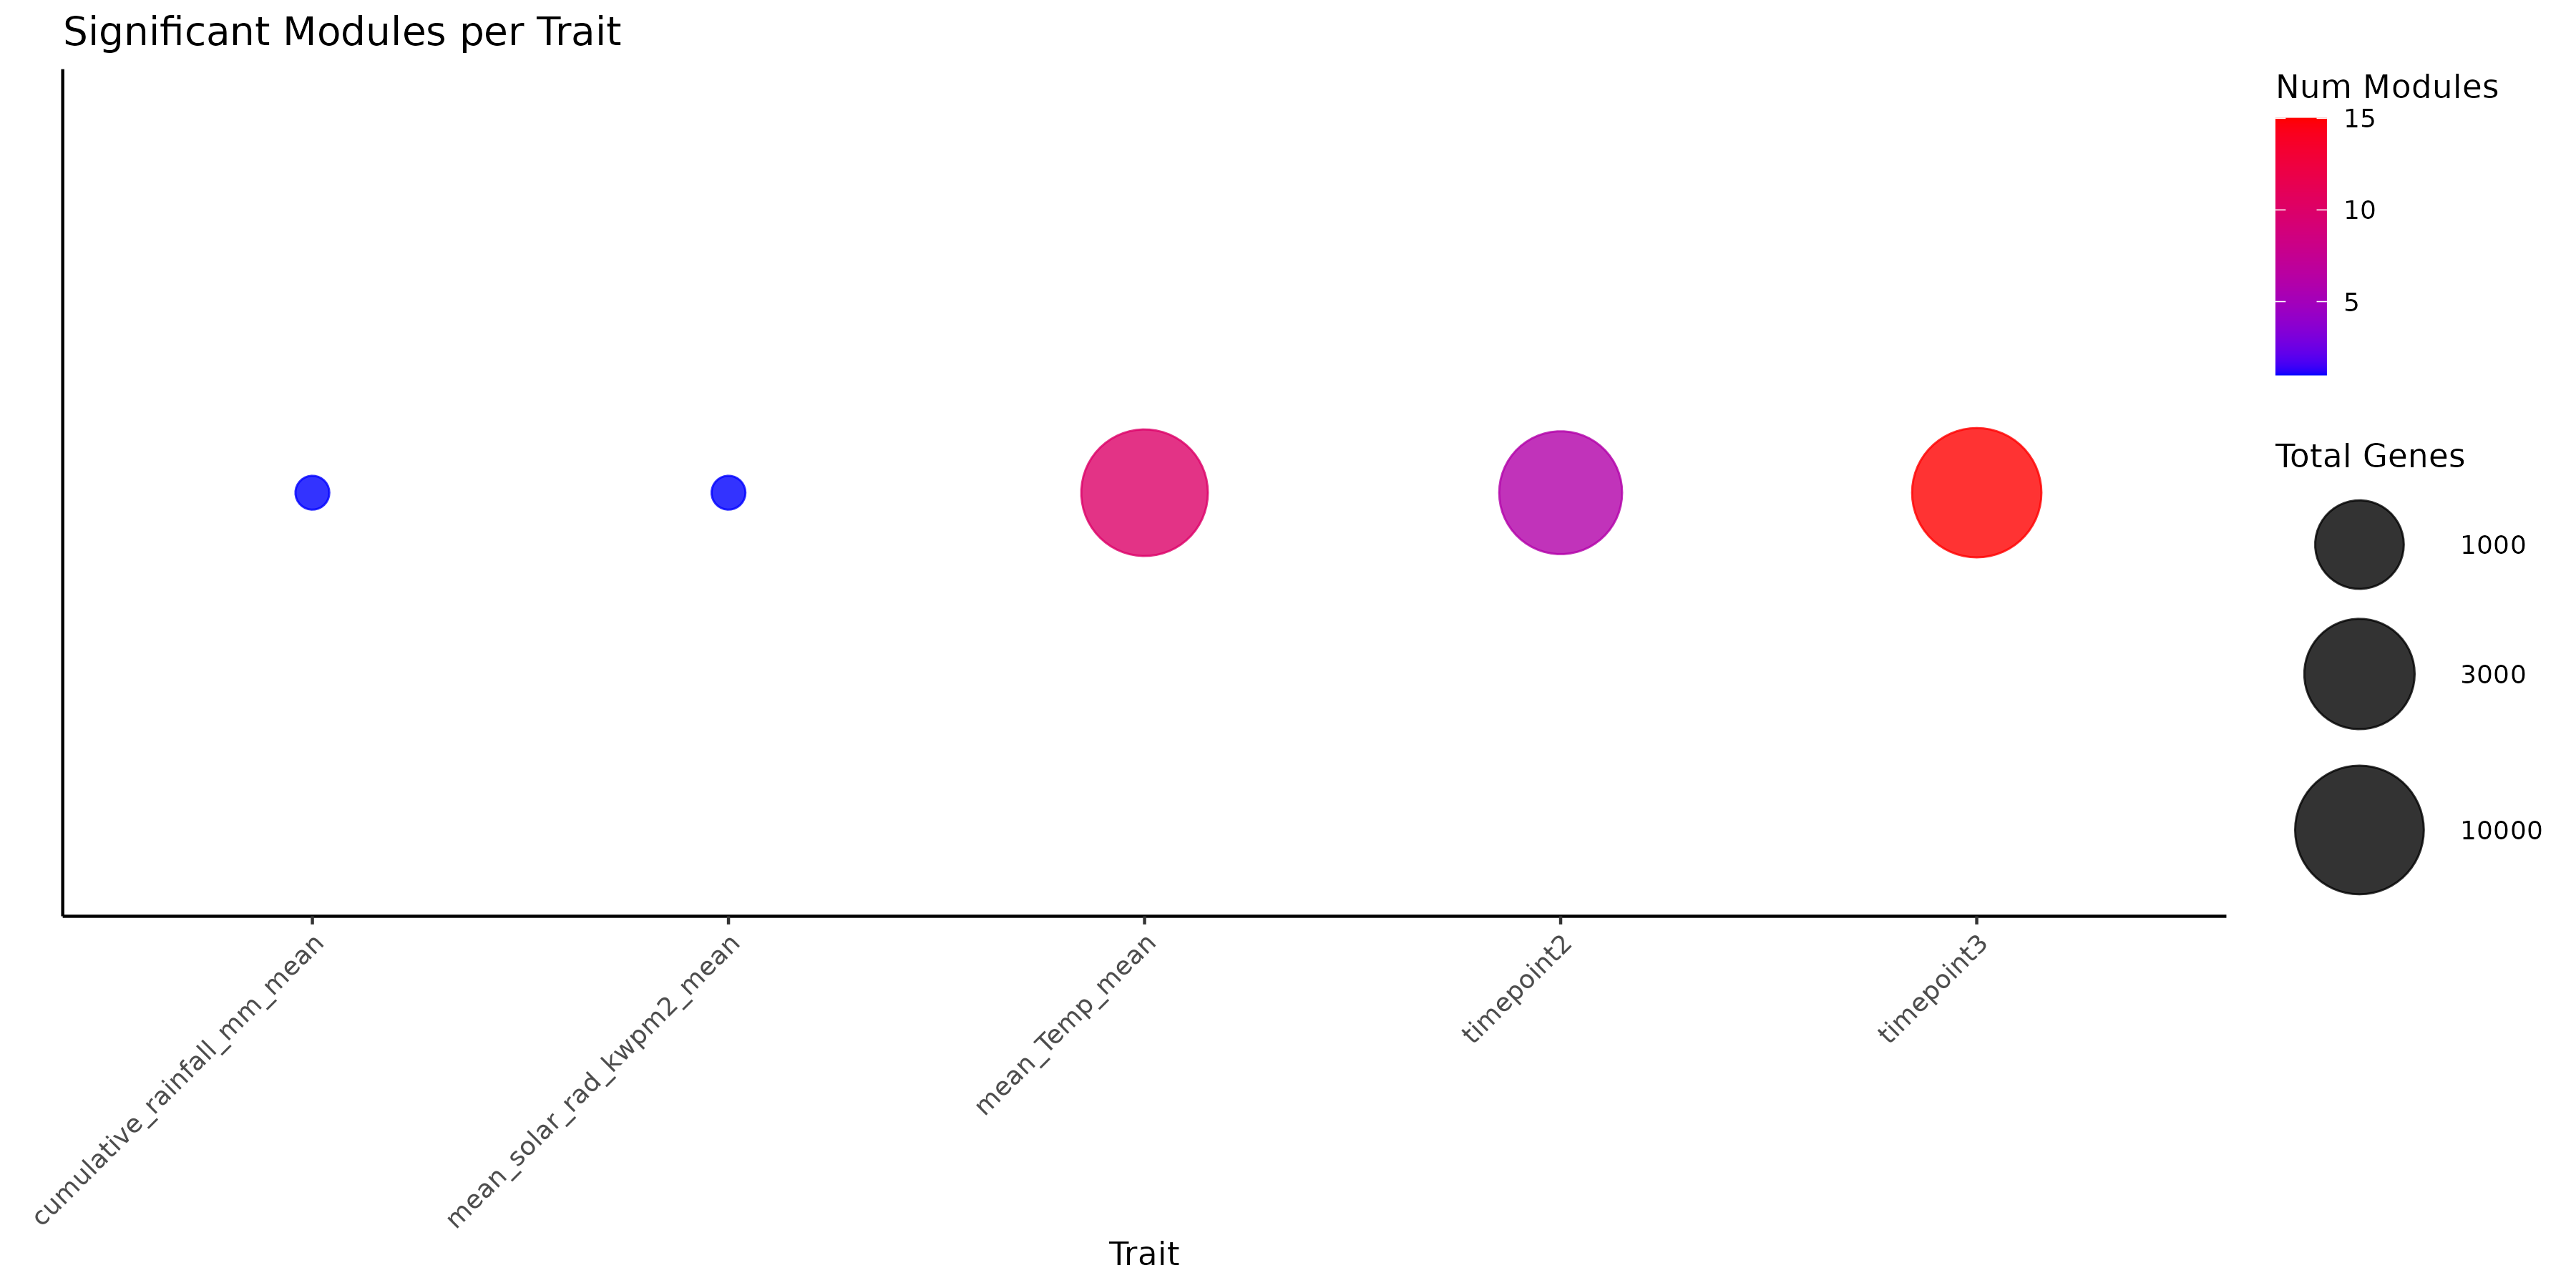 Significant Modules per Trait
Num Modules
15
10
5
Total Genes
1000
3000
10000
cumulative_rainfall_mm_mean
mean_solar_rad_kwpm2_mean
mean_Temp_mean
timepoint2
timepoint3
Trait